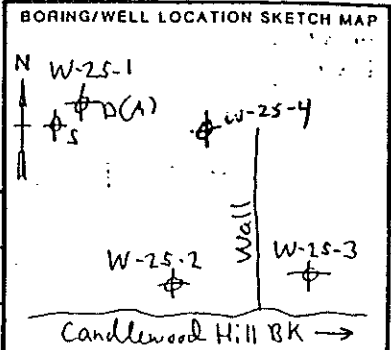 BORING/WELL LOCATION SKETCH MAP
N
W-25-1
D(A)
S
W-25-4
Wall
W-25-2
W-25-3
Candlewood Hill BK →